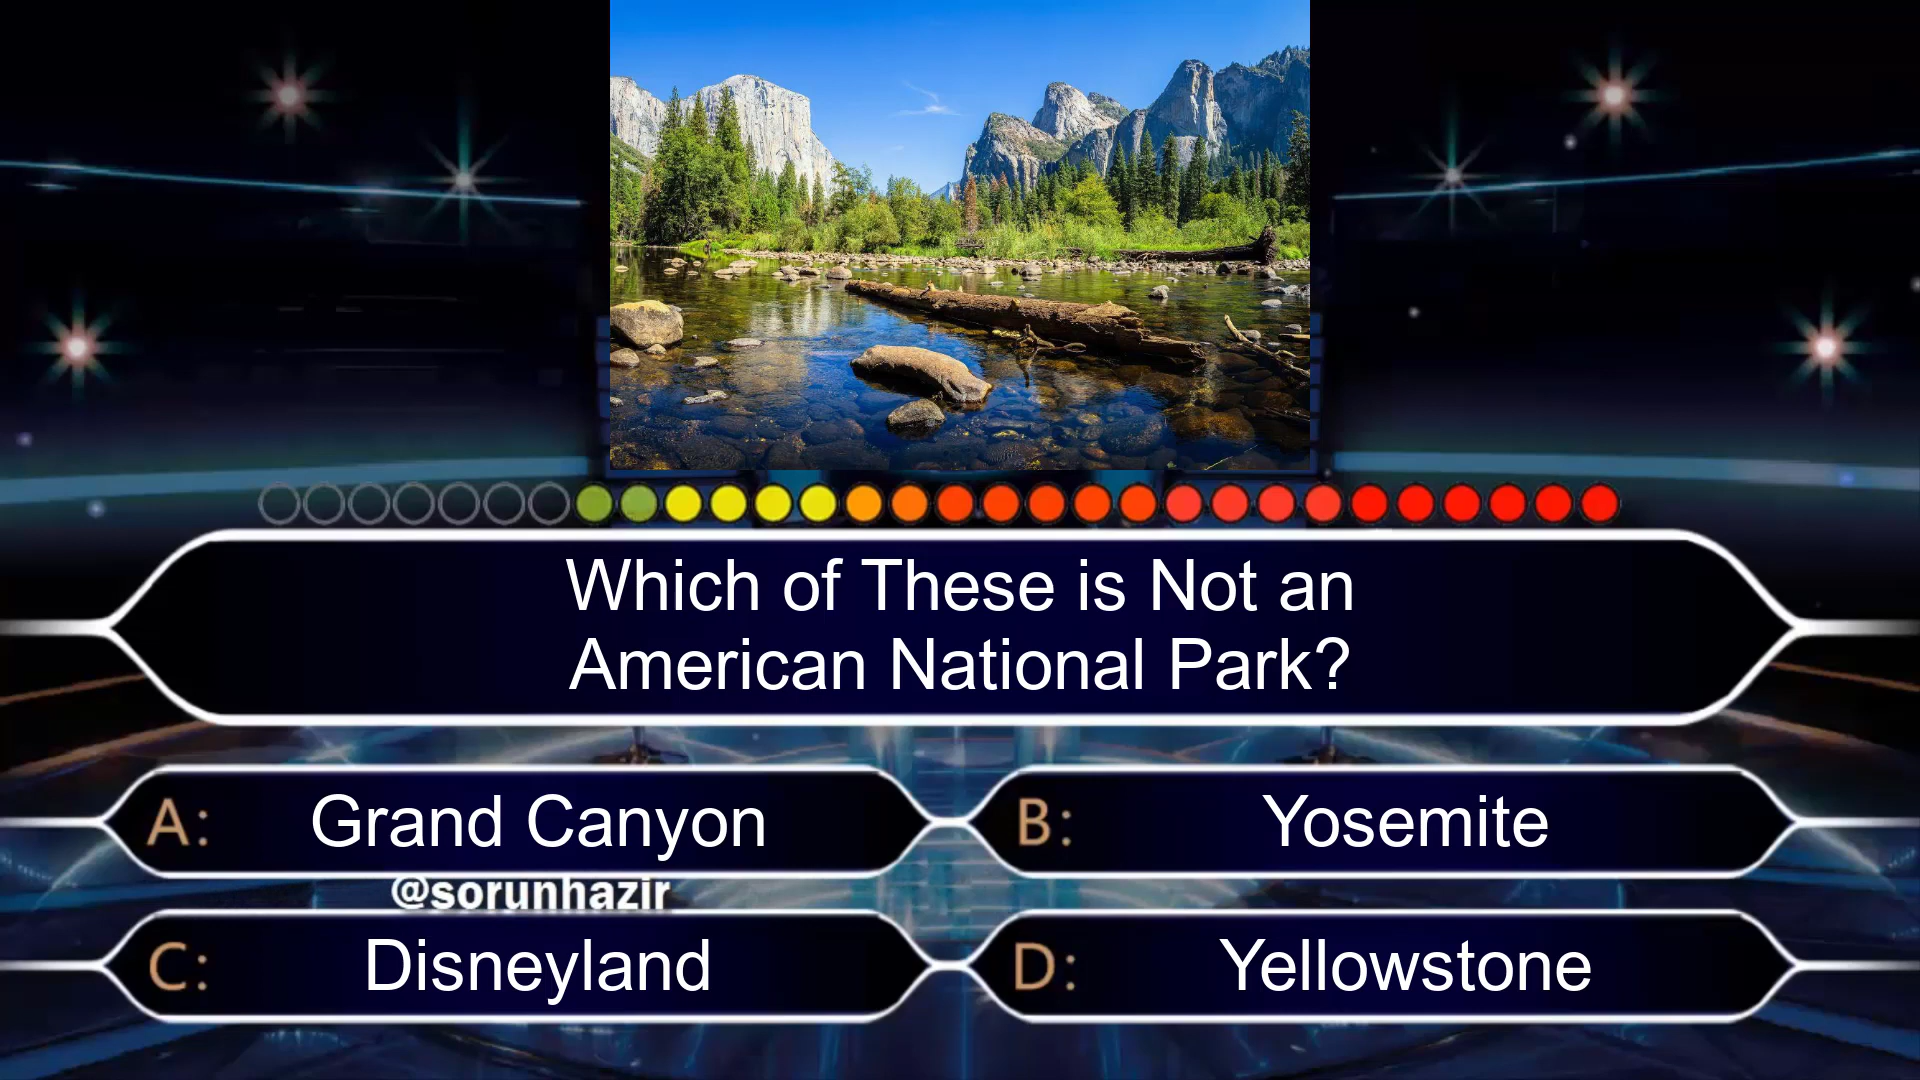 Which of These is Not an
American National Park?
A: Grand Canyon
B: Yosemite
@sorunhazir
C: Disneyland
D: Yellowstone